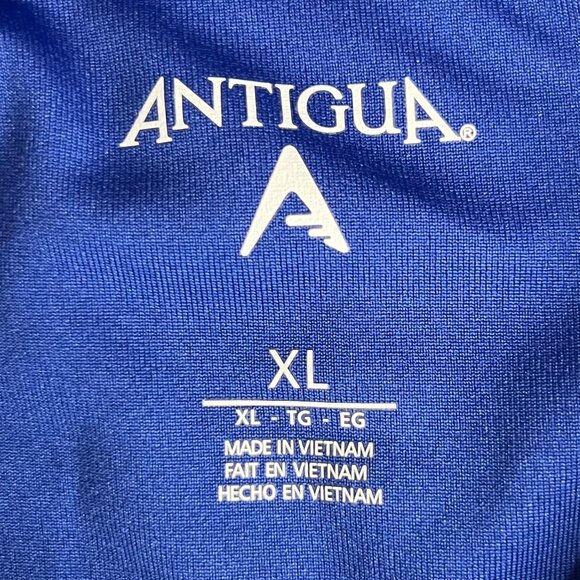 ANTIGUA®
XL
XL - TG - EG
MADE IN VIETNAM
FAIT EN VIETNAM
HECHO EN VIETNAM